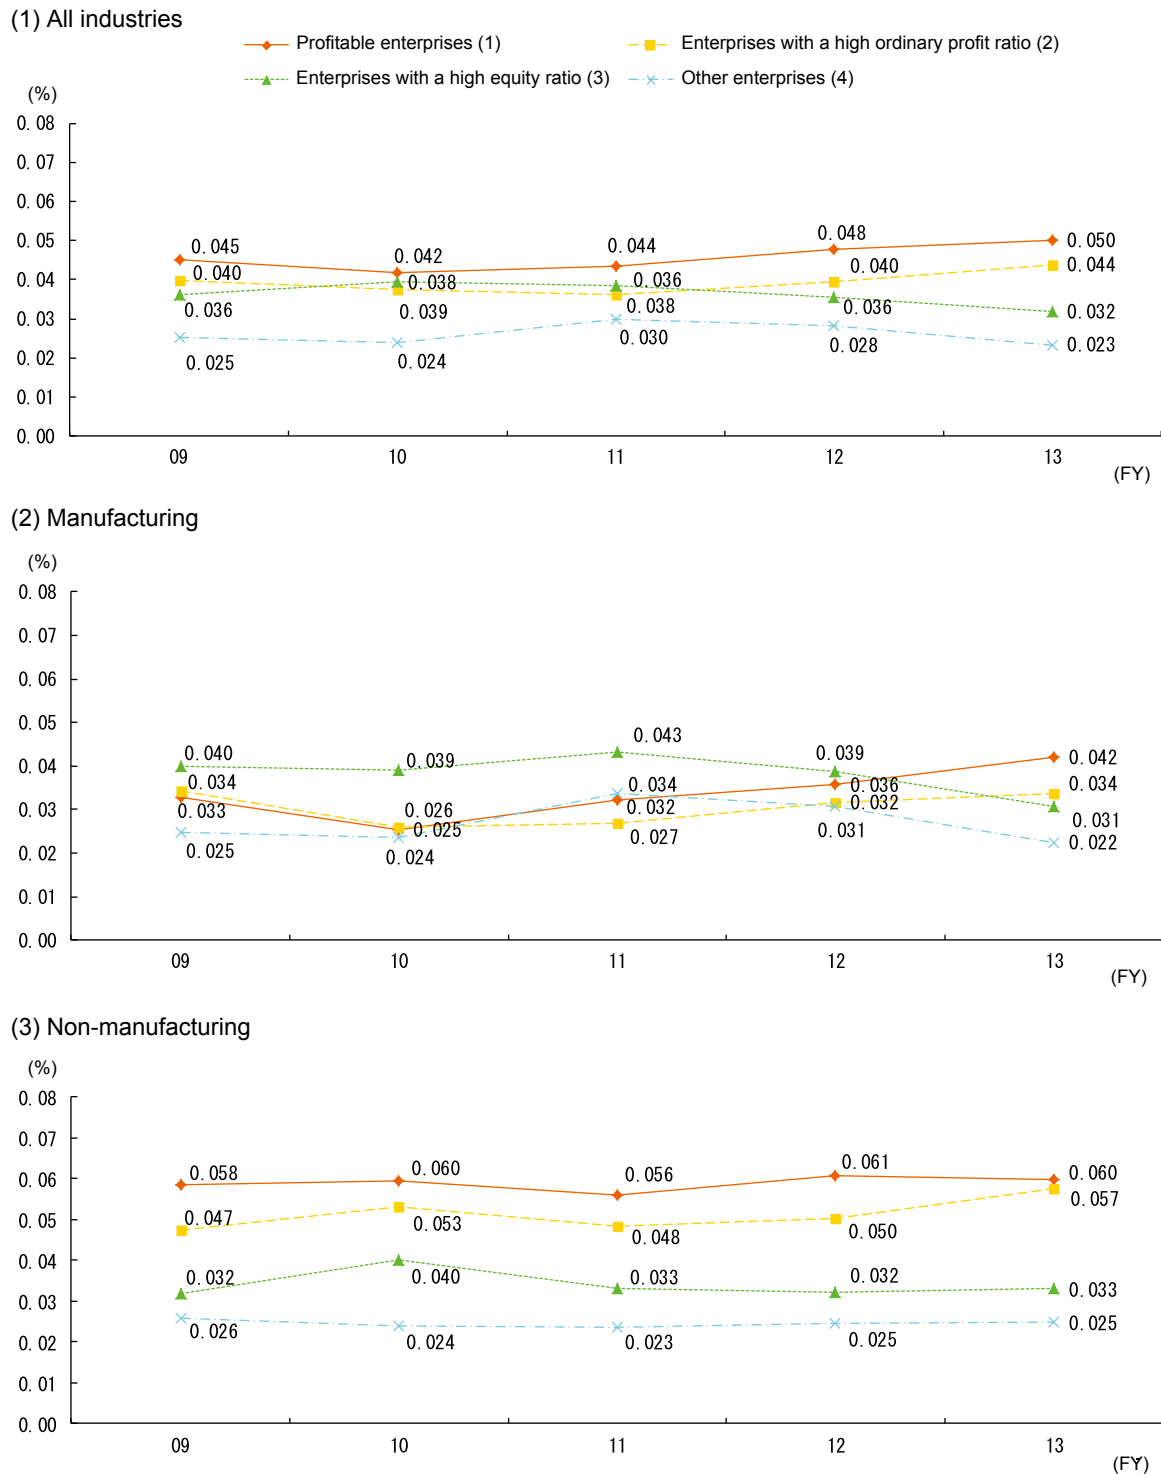 (1) All industries
Profitable enterprises (1) Enterprises with a high ordinary profit ratio (2)
Enterprises with a high equity ratio (3) Other enterprises (4)
(%)
0.08
0.07
0.06
0.05
0.04
0.03
0.02
0.01
0.00
0.045 0.042 0.044 0.048 0.050
0.040 0.038 0.036 0.040 0.044
0.036 0.039 0.038 0.036 0.032
0.025 0.024 0.030 0.028 0.023
09 10 11 12 13
(FY)
(2) Manufacturing
(%)
0.08
0.07
0.06
0.05
0.04
0.03
0.02
0.01
0.00
0.040 0.039 0.043 0.039 0.042
0.034 0.026 0.034 0.036 0.034
0.033 0.025 0.032 0.032 0.031
0.025 0.024 0.027 0.031 0.022
09 10 11 12 13
(FY)
(3) Non-manufacturing
(%)
0.08
0.07
0.06
0.05
0.04
0.03
0.02
0.01
0.00
0.058 0.060 0.056 0.061 0.060
0.047 0.053 0.048 0.050 0.057
0.032 0.040 0.033 0.032 0.033
0.026 0.024 0.023 0.025 0.025
09 10 11 12 13
(FY)